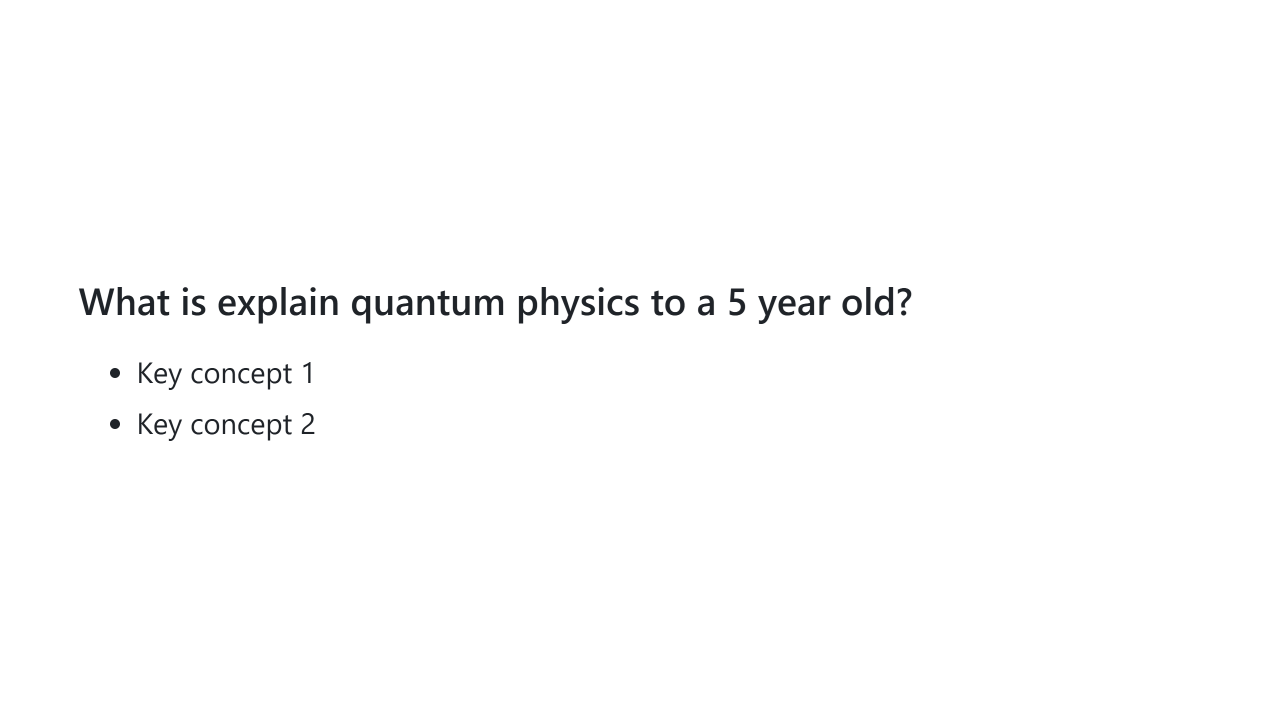 What is explain quantum physics to a 5 year old?
Key concept 1
Key concept 2